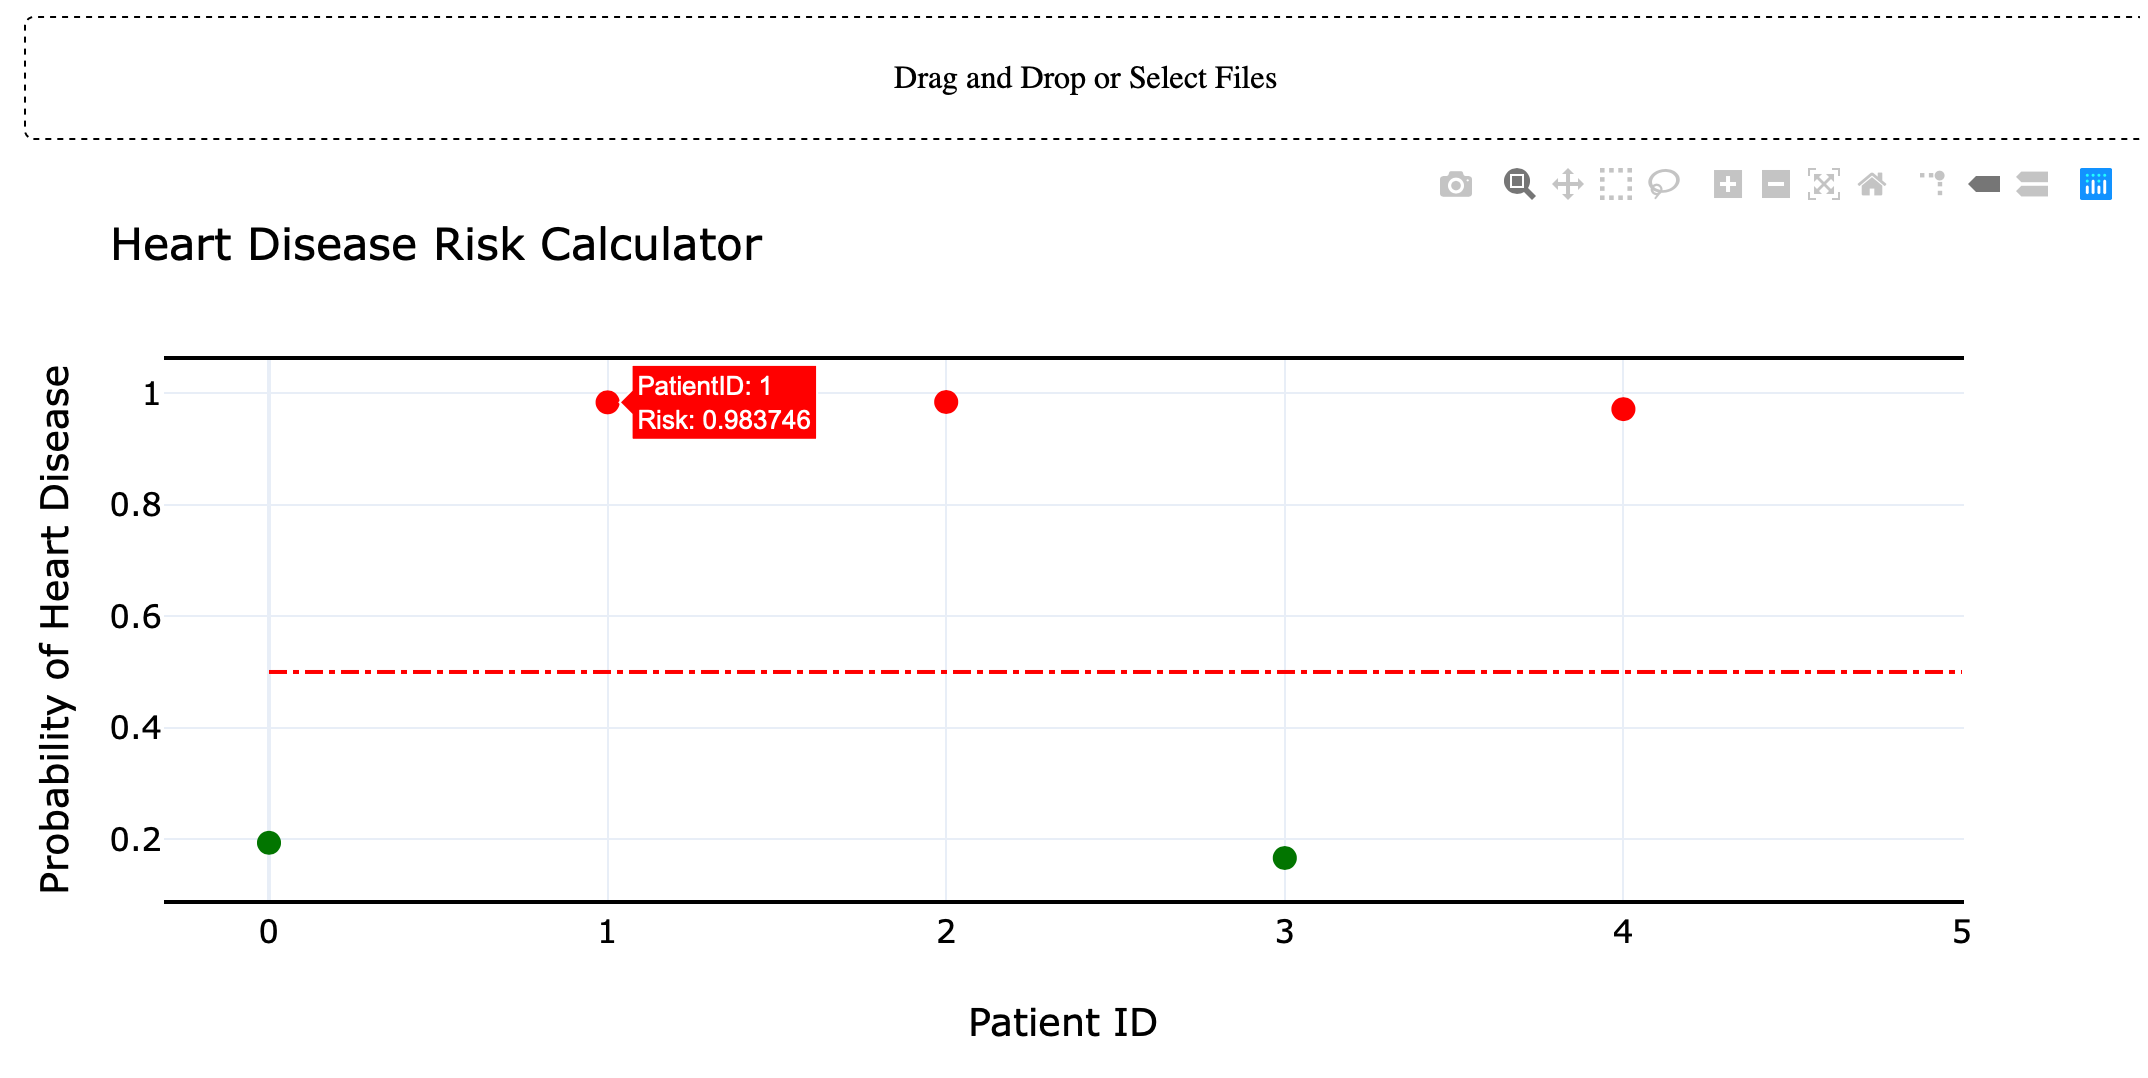 Drag and Drop or Select Files
Heart Disease Risk Calculator
Probability of Heart Disease
1
0.8
0.6
0.4
0.2
PatientID: 1
Risk: 0.983746
0 1 2 3 4 5
Patient ID